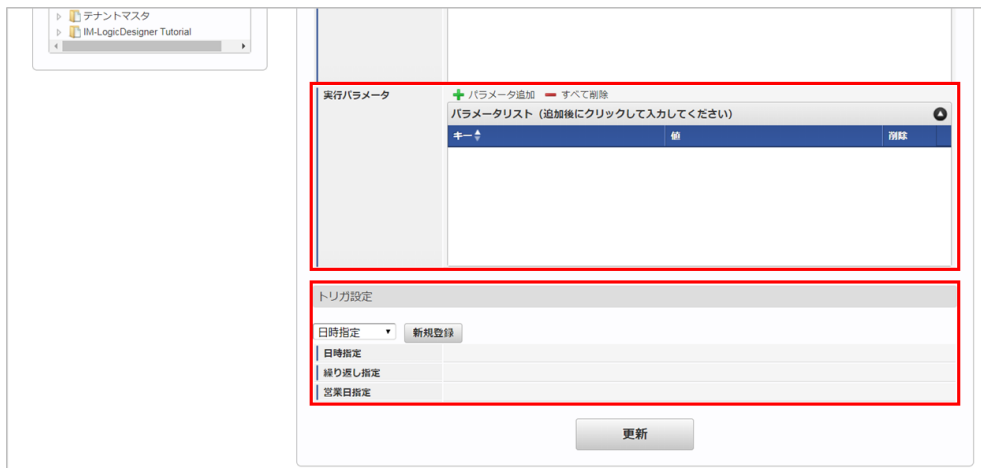 テナントマスタ
IM-LogicDesigner Tutorial
実行パラメータ
パラメータ追加 すべて削除
パラメータリスト（追加後にクリックして入力してください）
キー 値 削除
トリガ設定
日時指定 新規登録
日時指定
繰り返し指定
営業日指定
更新